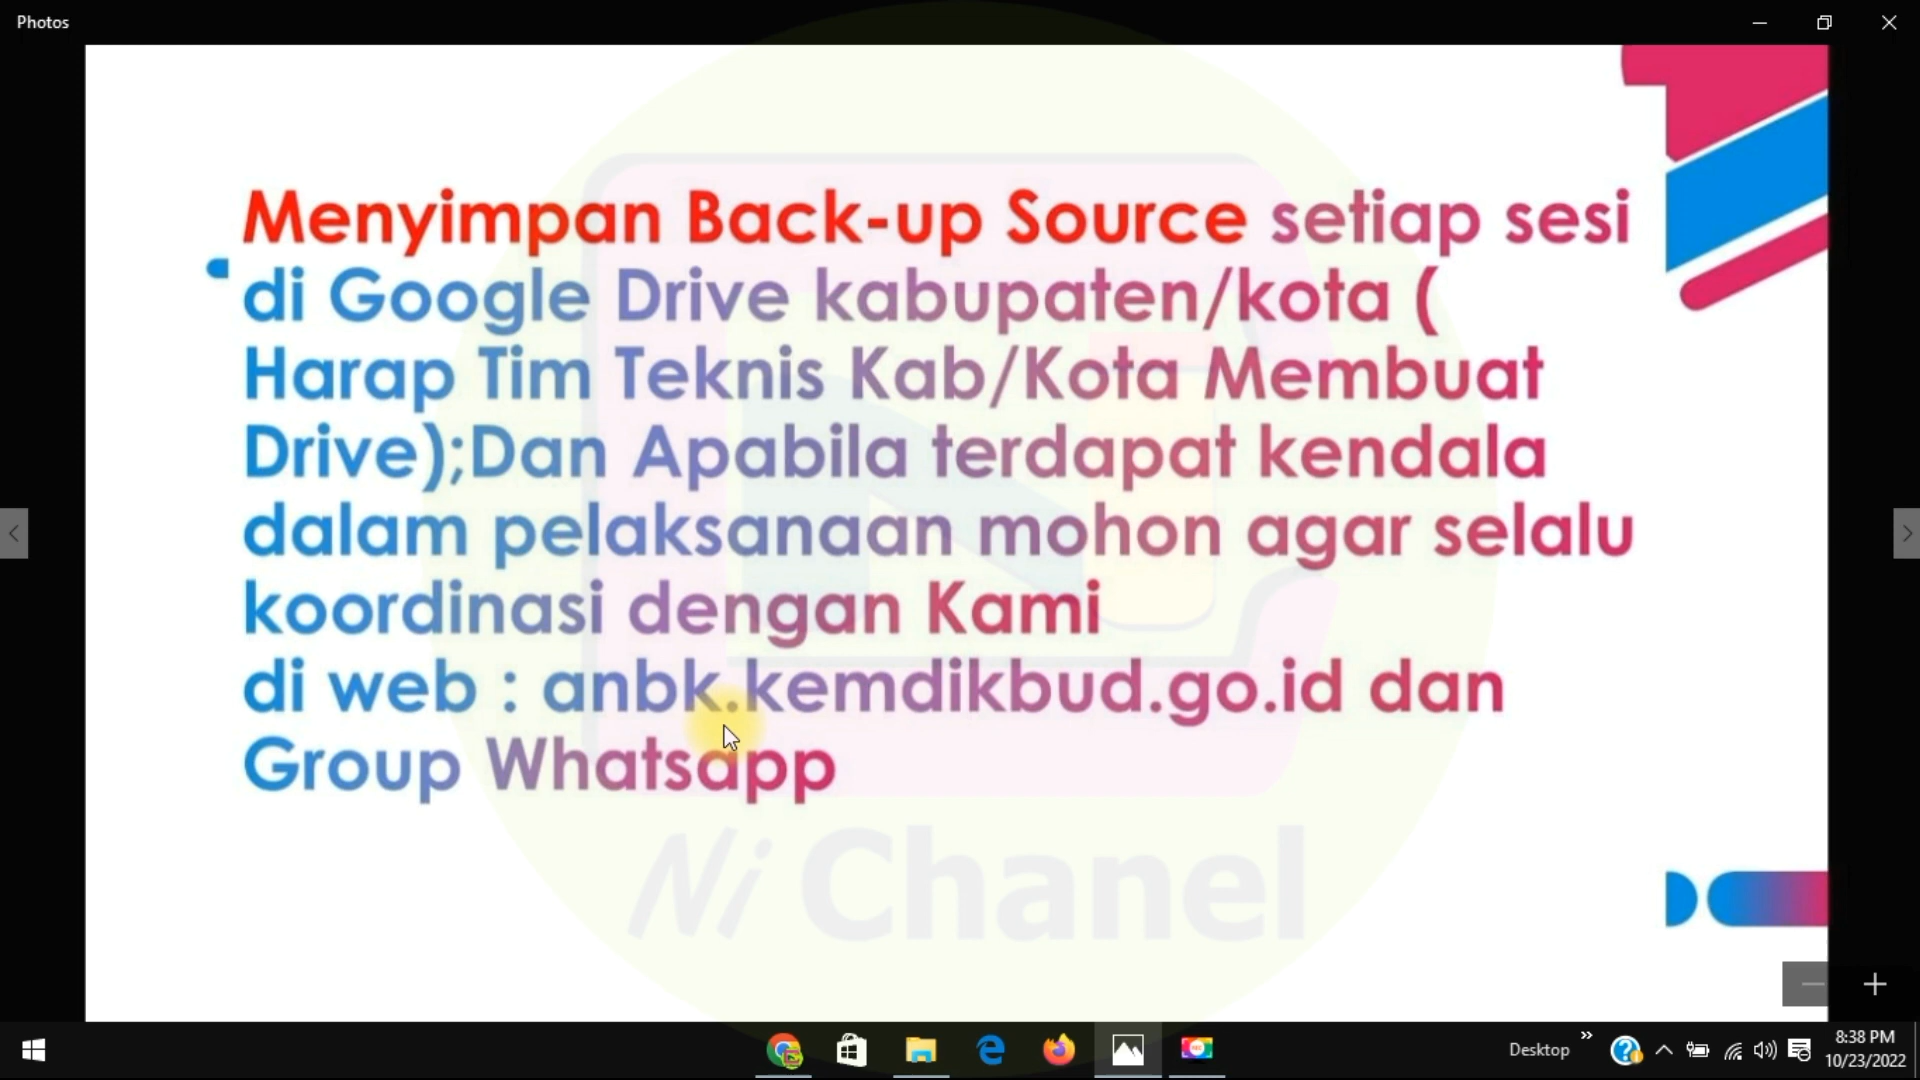 Photos
Menyimpan Back-up Source setiap sesi
di Google Drive kabupaten/kota (
Harap Tim Teknis Kab/Kota Membuat
Drive);Dan Apabila terdapat kendala
dalam pelaksanaan mohon agar selalu
koordinasi dengan Kami
di web : anbk.kemdikbud.go.id dan
Group Whatsapp
Ni Chanel
Desktop
8:38 PM
10/23/2022